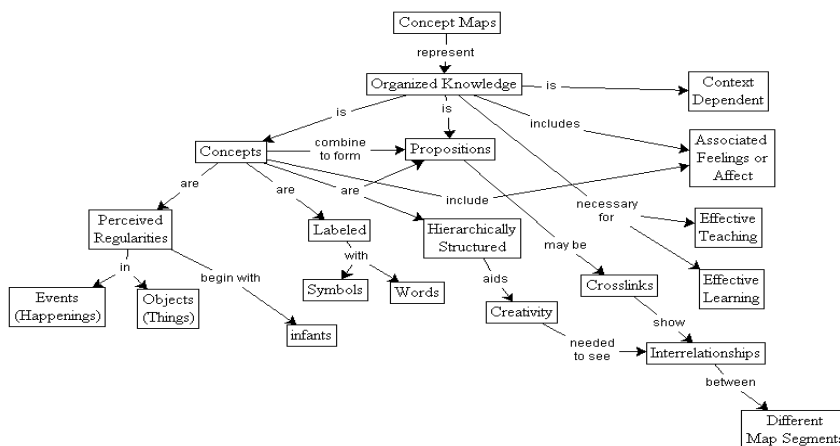 Concept Maps
represent
Organized Knowledge
is
Context
Dependent
is
is
includes
Concepts
combine
to form
Propositions
Associated
Feelings or
Affect
are
are
are
include
necessary
for
Perceived
Regularities
Labeled
Hierarchically
Structured
Effective
Teaching
in
begin with
with
may be
aids
Events
(Happenings)
Objects
(Things)
Symbols
Words
Crosslinks
Effective
Learning
infants
Creativity
show
needed
to see
Interrelationships
between
Different
Map Segments